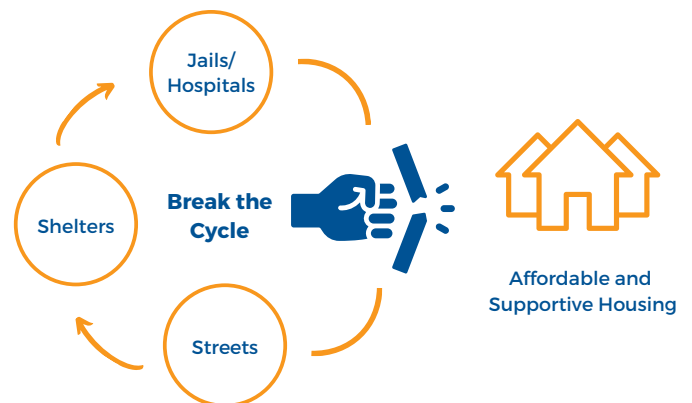 Jails/
Hospitals
Break the
Cycle
Shelters
Streets
Affordable and
Supportive Housing